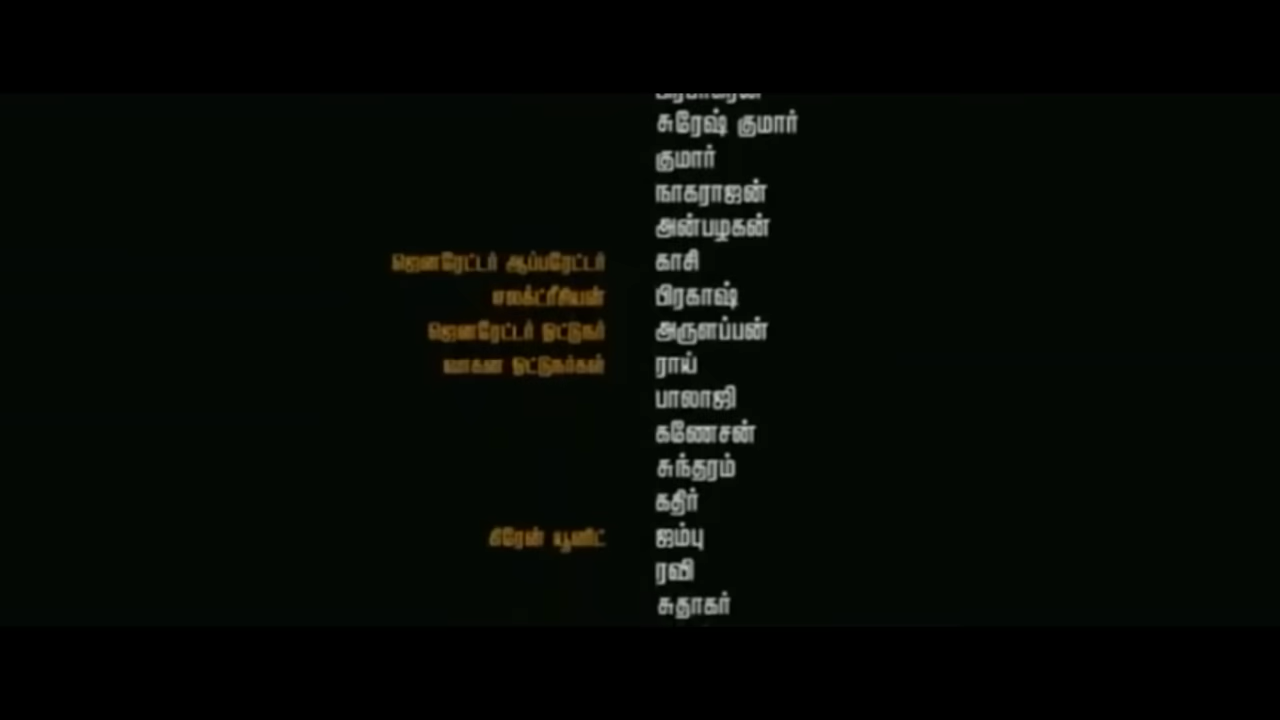 சுரேஷ் குமார்
குமார்
நாகராஜன்
அன்பழகன்
ஜெனரேட்டர் ஆப்பரேட்டர் காசி
எலக்ட்ரீசியன் பிரகாஷ்
ஜெனரேட்டர் ஓட்டுநர் அருளப்பன்
வாகன ஓட்டுநர்கள் ராய்
பாலாஜி
கணேசன்
சுந்தரம்
கதிர்
கிரேன் யூனிட் ஜம்பு
ரவி
சுதாகர்